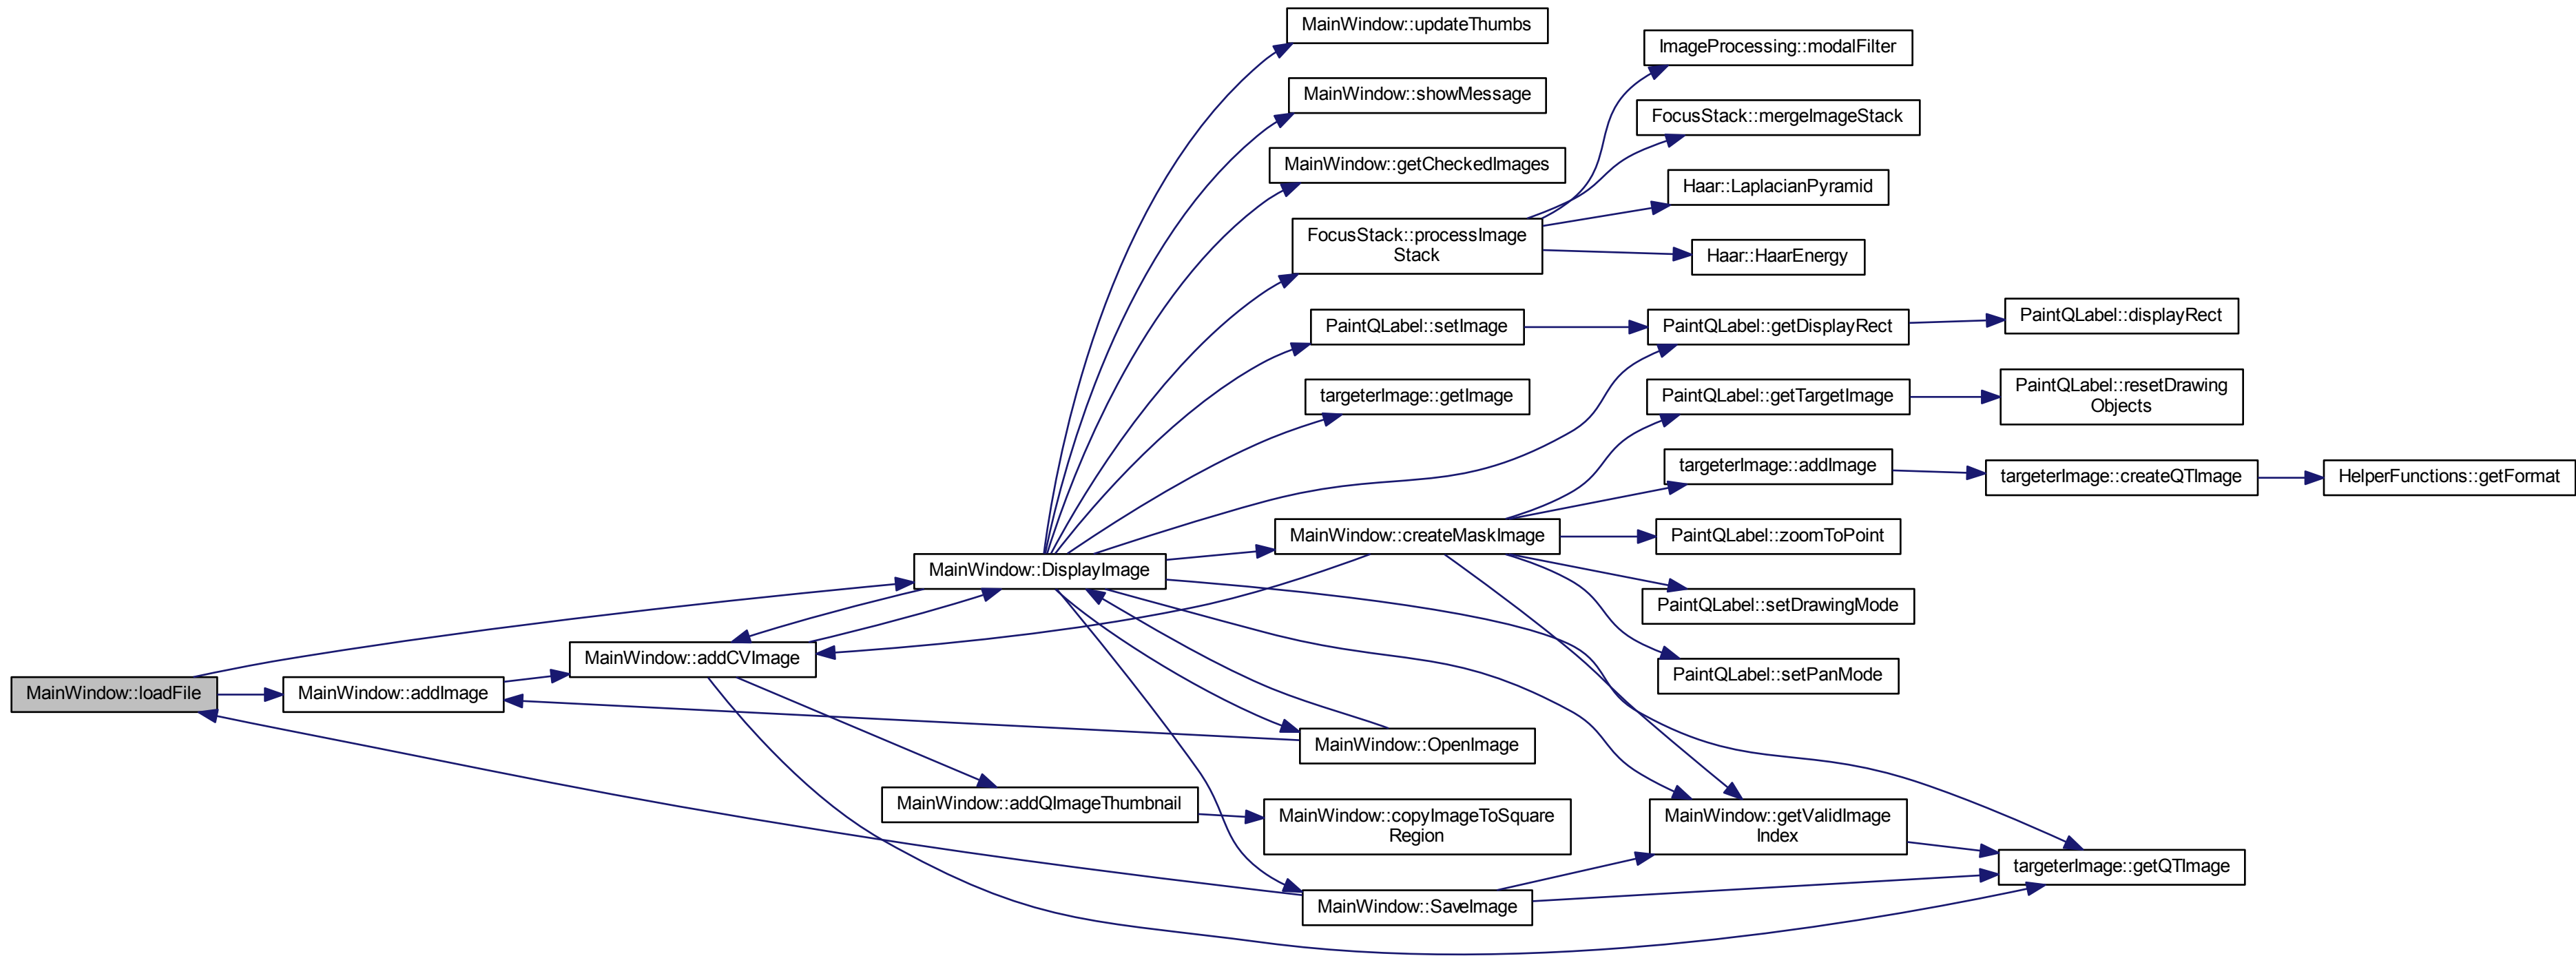 MainWindow::updateThumbs
ImageProcessing::modalFilter
MainWindow::showMessage
FocusStack::mergeImageStack
MainWindow::getCheckedImages
Haar::LaplacianPyramid
FocusStack::processImage
Stack
Haar::HaarEnergy
PaintQLabel::setImage
PaintQLabel::getDisplayRect
PaintQLabel::displayRect
targeterImage::getImage
PaintQLabel::getTargetImage
PaintQLabel::resetDrawing
Objects
targeterImage::addImage
targeterImage::createQTImage
HelperFunctions::getFormat
MainWindow::createMaskImage
PaintQLabel::zoomToPoint
MainWindow::DisplayImage
PaintQLabel::setDrawingMode
MainWindow::addCVImage
PaintQLabel::setPanMode
MainWindow::loadFile
MainWindow::addImage
MainWindow::OpenImage
MainWindow::addQImageThumbnail
MainWindow::copyImageToSquare
Region
MainWindow::getValidImage
Index
targeterImage::getQTImage
MainWindow::SaveImage